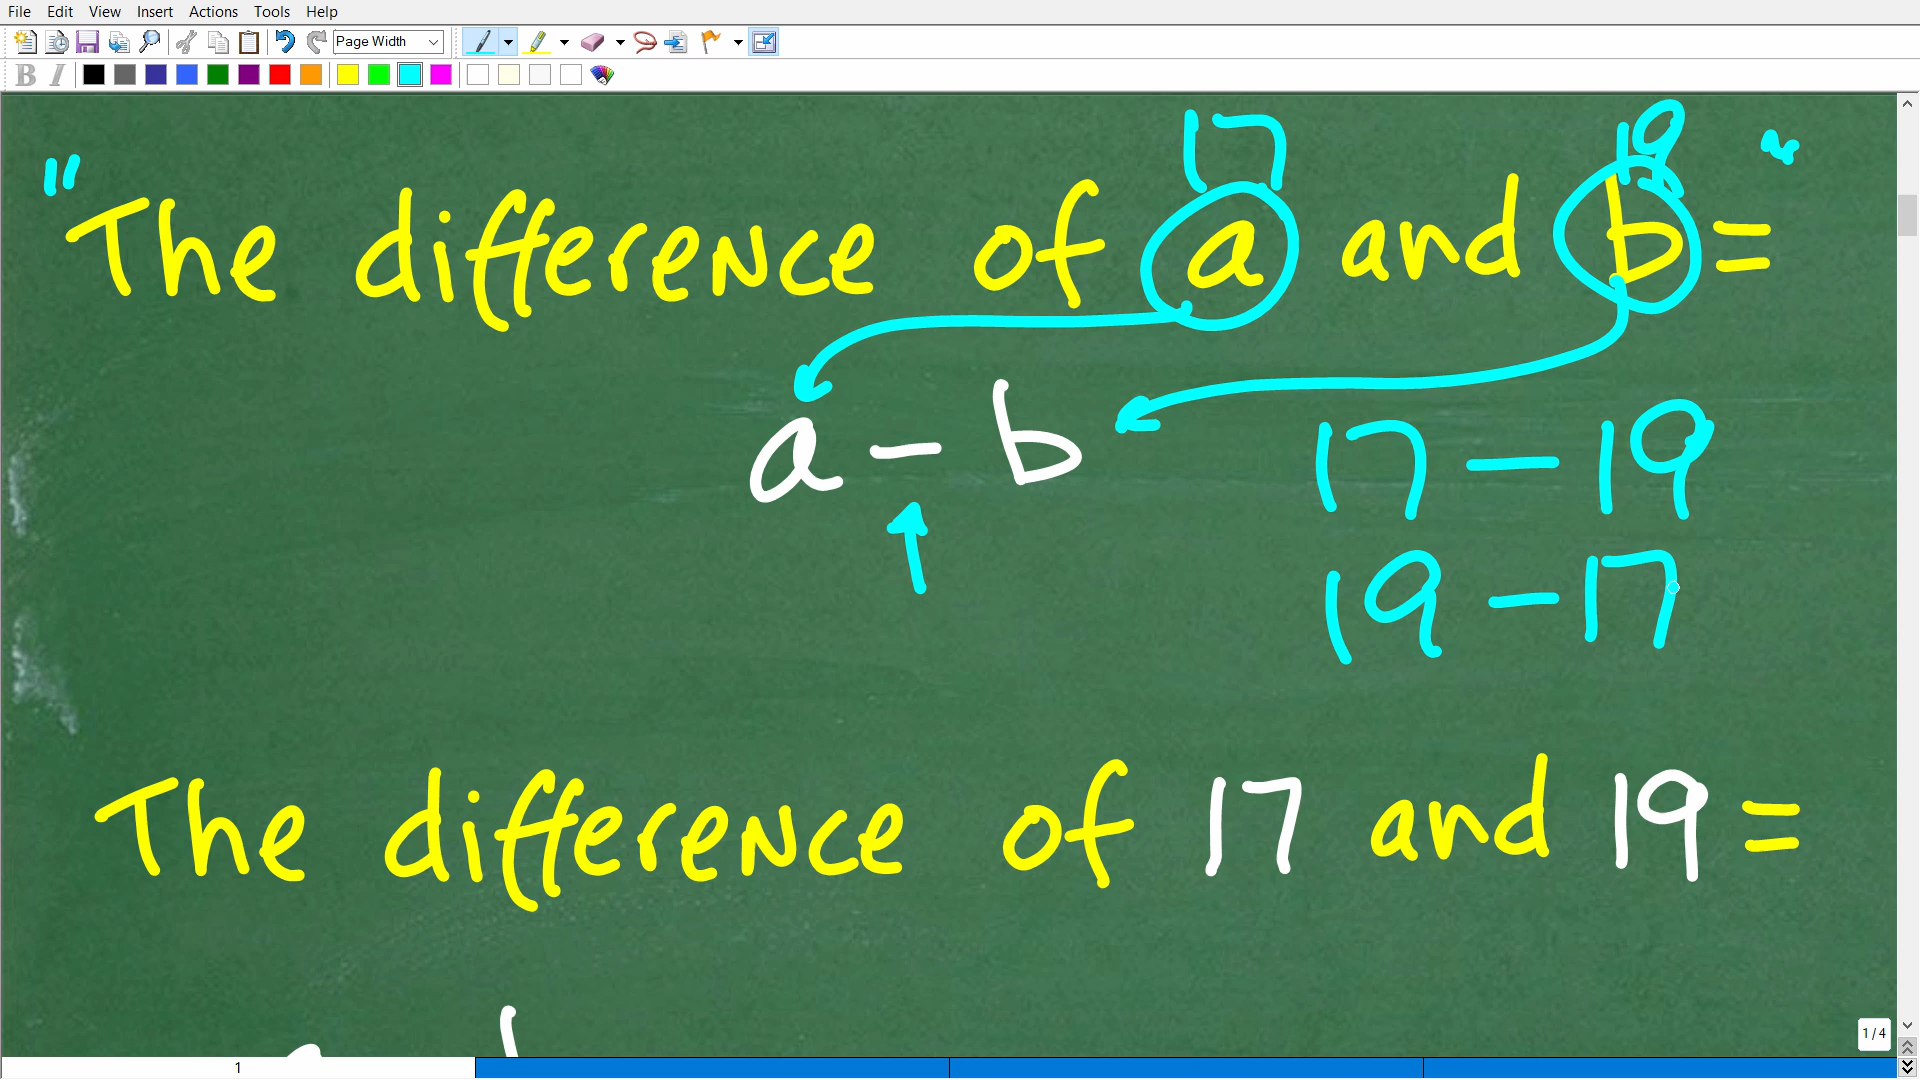 File Edit View Insert Actions Tools Help
Page Width
B I
17 19
"The difference of a and b = "
a - b
17 - 19
19 - 17
The difference of 17 and 19 =
1 / 4
1